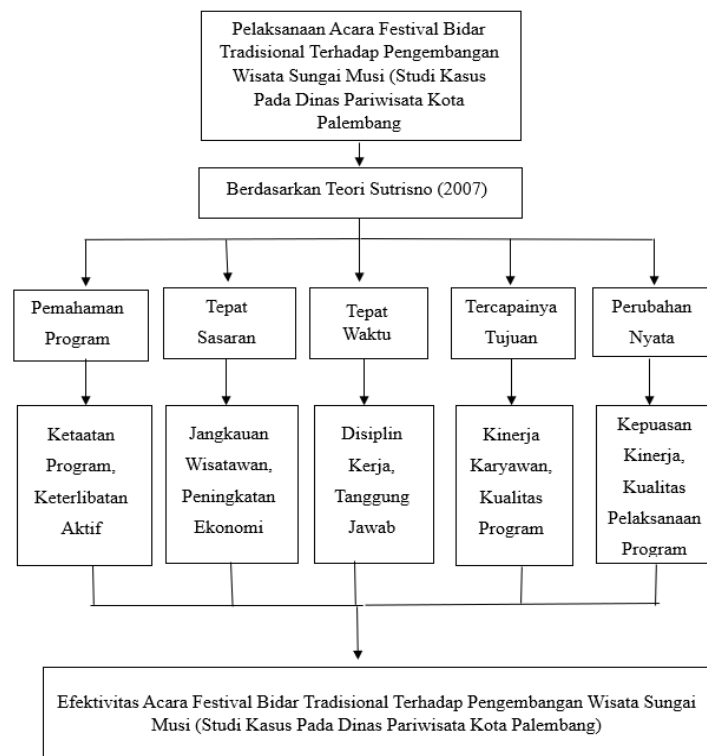 Pelaksanaan Acara Festival Bidar
Tradisional Terhadap Pengembangan
Wisata Sungai Musi (Studi Kasus
Pada Dinas Pariwisata Kota
Palembang
Berdasarkan Teori Sutrisno (2007)
Pemahaman
Program
Tepat
Sasaran
Tepat
Waktu
Tercapainya
Tujuan
Perubahan
Nyata
Ketaatan
Program,
Keterlibatan
Aktif
Jangkauan
Wisatawan,
Peningkatan
Ekonomi
Disiplin
Kerja,
Tanggung
Jawab
Kinerja
Karyawan,
Kualitas
Program
Kepuasan
Kinerja,
Kualitas
Pelaksanaan
Program
Efektivitas Acara Festival Bidar Tradisional Terhadap Pengembangan Wisata Sungai
Musi (Studi Kasus Pada Dinas Pariwisata Kota Palembang)